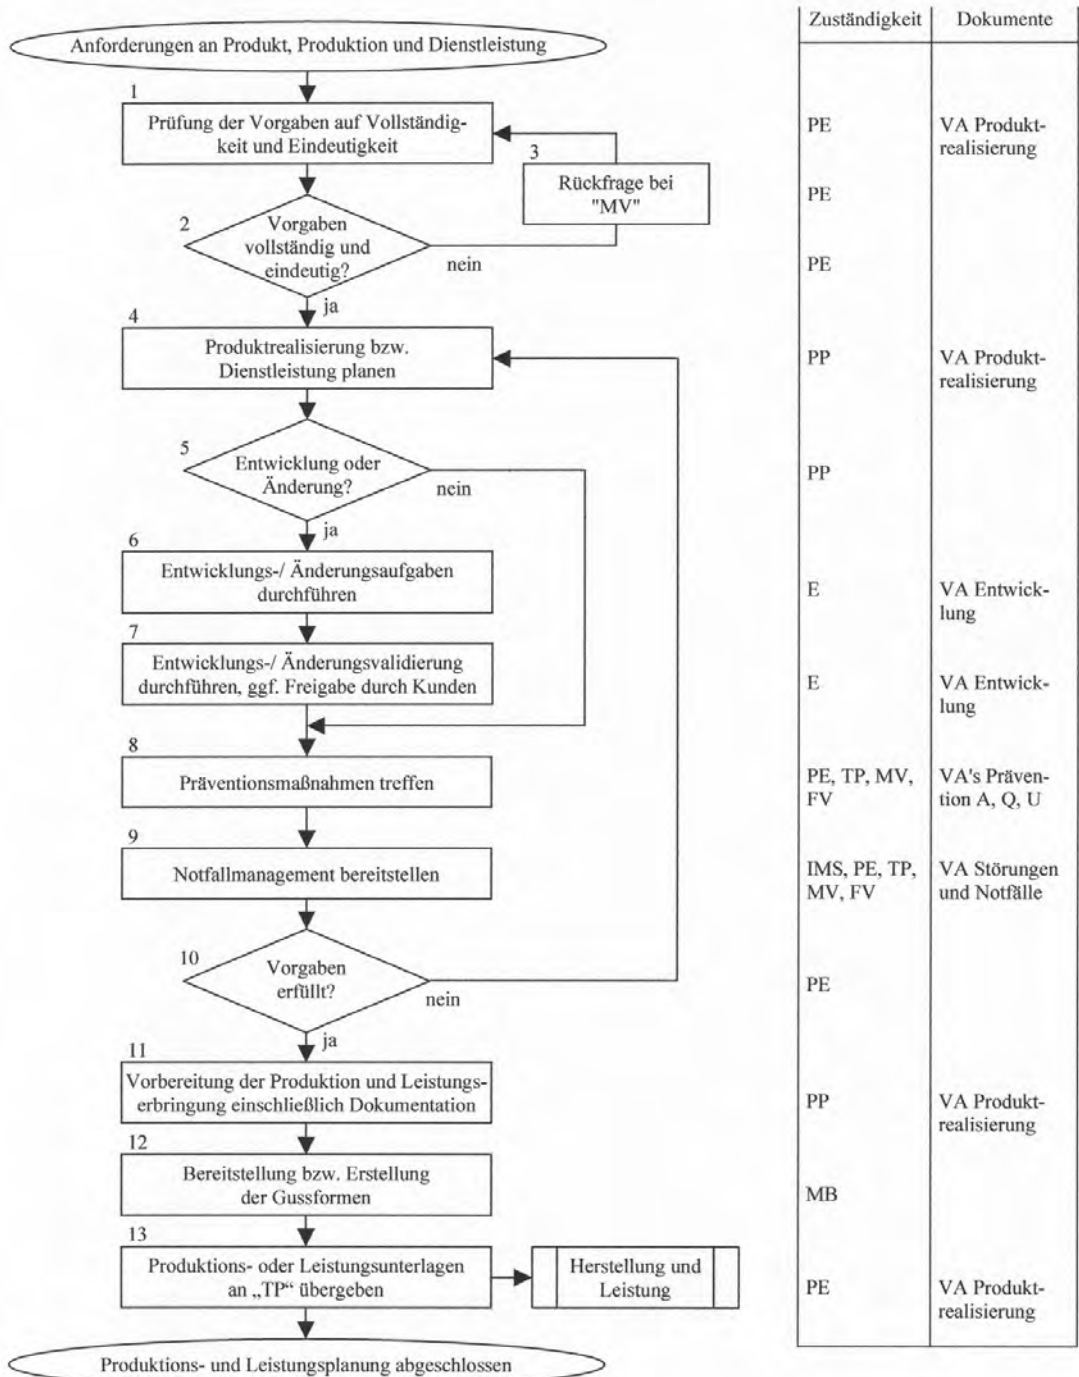 Zuständigkeit
Dokumente
Anforderungen an Produkt, Produktion und Dienstleistung
1
Prüfung der Vorgaben auf Vollständig-
keit und Eindeutigkeit
PE
VA Produkt-
realisierung
3
Rückfrage bei
"MV"
PE
2
Vorgaben
vollständig und
eindeutig?
nein
PE
ja
4
Produktrealisierung bzw.
Dienstleistung planen
PP
VA Produkt-
realisierung
5
Entwicklung oder
Änderung?
nein
PP
ja
6
Entwicklungs-/ Änderungsaufgaben
durchführen
E
VA Entwick-
lung
7
Entwicklungs-/ Änderungsvalidierung
durchführen, ggf. Freigabe durch Kunden
E
VA Entwick-
lung
8
Präventionsmaßnahmen treffen
PE, TP, MV,
FV
VA's Präven-
tion A, Q, U
9
Notfallmanagement bereitstellen
IMS, PE, TP,
MV, FV
VA Störungen
und Notfälle
10
Vorgaben
erfüllt?
nein
PE
ja
11
Vorbereitung der Produktion und Leistungs-
erbringung einschließlich Dokumentation
PP
VA Produkt-
realisierung
12
Bereitstellung bzw. Erstellung
der Gussformen
MB
13
Produktions- oder Leistungsunterlagen
an „TP“ übergeben
Herstellung und
Leistung
PE
VA Produkt-
realisierung
Produktions- und Leistungsplanung abgeschlossen